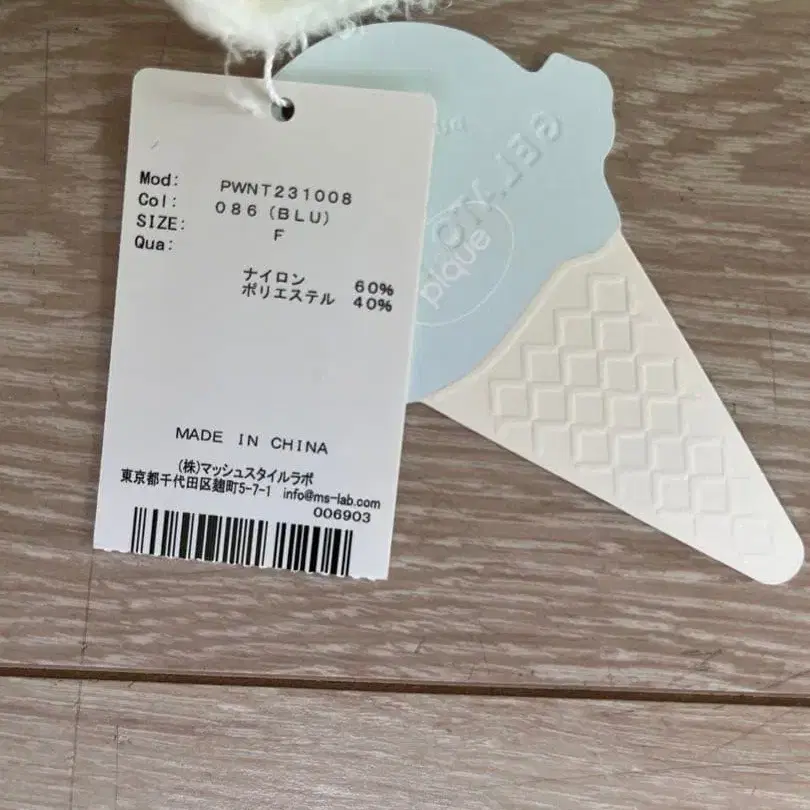 Mod: PWNT231008
Col: 086(BLU)
SIZE: F
Qua:
ナイロン 60%
ポリエステル 40%
MADE IN CHINA
(株)マッシュスタイルラボ
東京都千代田区麹町5-7-1 info@ms-lab.com
006903
pique